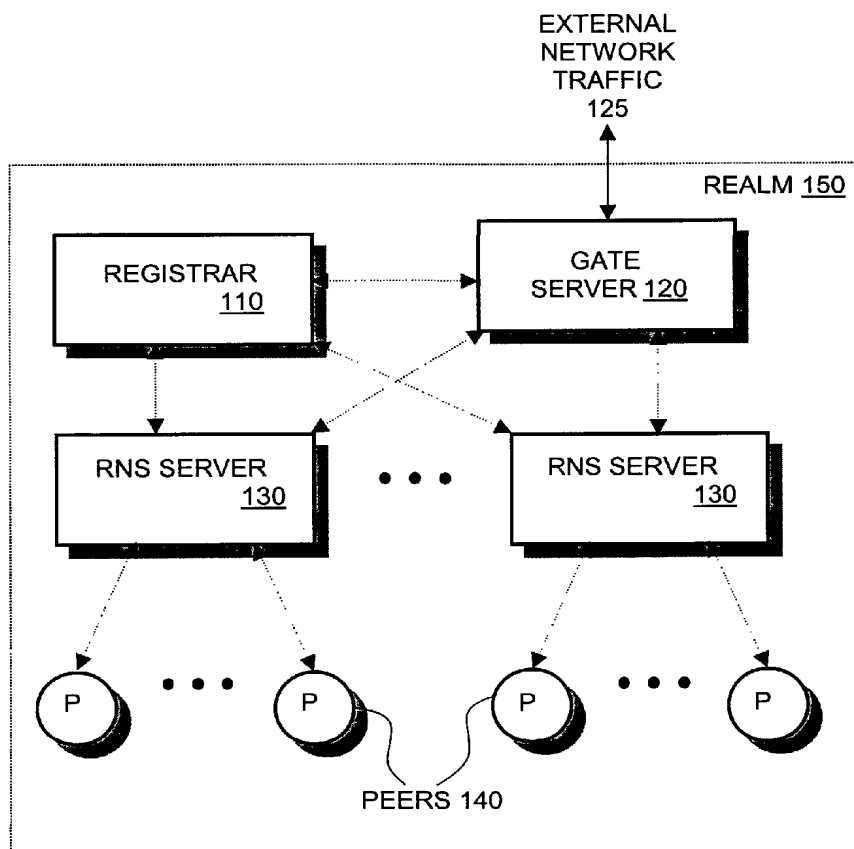 EXTERNAL
NETWORK
TRAFFIC
125
REALM 150
REGISTRAR
110
GATE
SERVER 120
RNS SERVER
130
RNS SERVER
130
P
P
P
P
PEERS 140